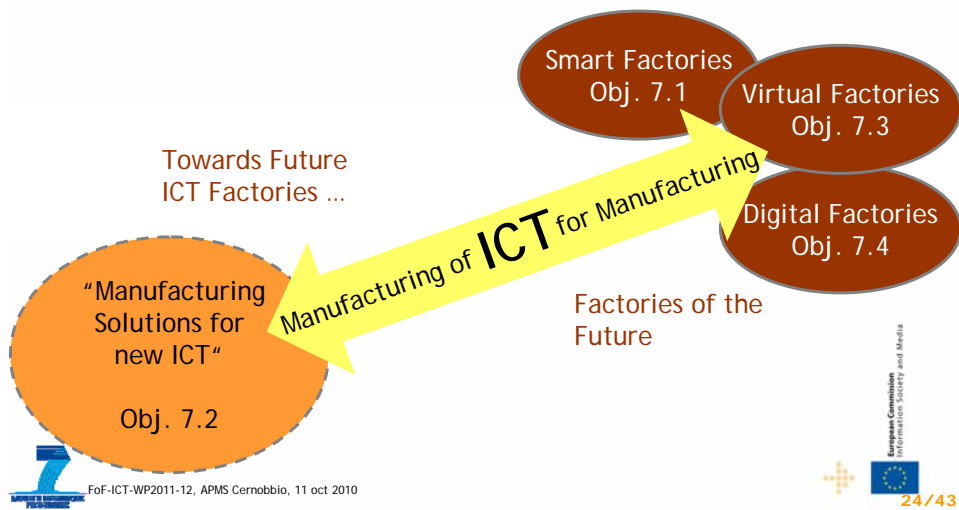 Smart Factories
Obj. 7.1
Virtual Factories
Obj. 7.3
Digital Factories
Obj. 7.4
Towards Future
ICT Factories ...
Manufacturing of ICT for Manufacturing
Factories of the
Future
"Manufacturing
Solutions for
new ICT"
Obj. 7.2
European Commission
Information Society and Media
FoF-ICT-WP2011-12, APMS Cernobbio, 11 oct 2010
24/43